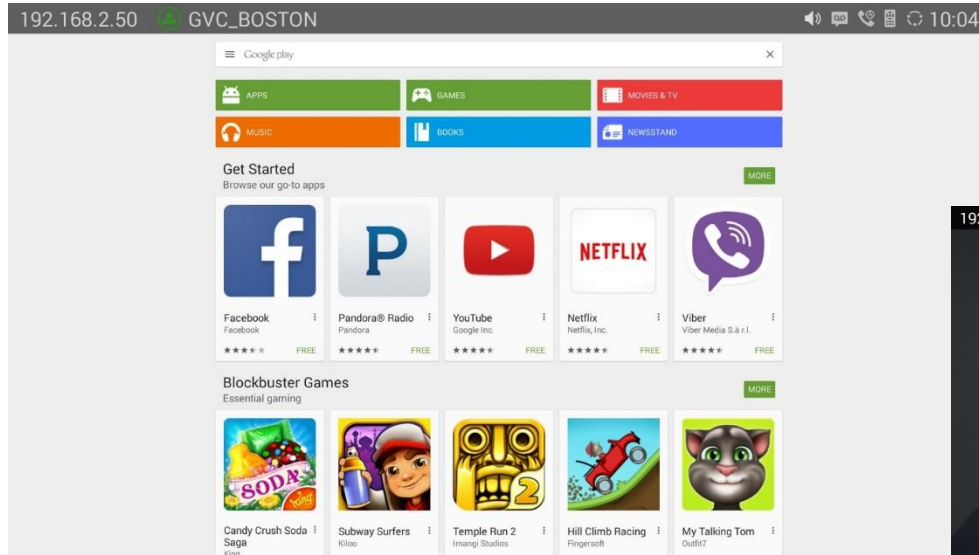 192.168.2.50 GVC_BOSTON 10:04
Google play
APPS GAMES MOVIES & TV
MUSIC BOOKS NEWSSTAND
Get Started
Browse our go-to apps
MORE
f P NETFLIX
Facebook Pandora® Radio YouTube Netflix Viber
Facebook Pandora Google Inc. Netflix, Inc. Viber Media S.à r.l.
FREE FREE FREE FREE FREE
Blockbuster Games
Essential gaming
MORE
SODA King 2
Candy Crush Soda Saga Subway Surfers Temple Run 2 Hill Climb Racing My Talking Tom
King Kiloo Imangi Studios Fingersoft Outfit7